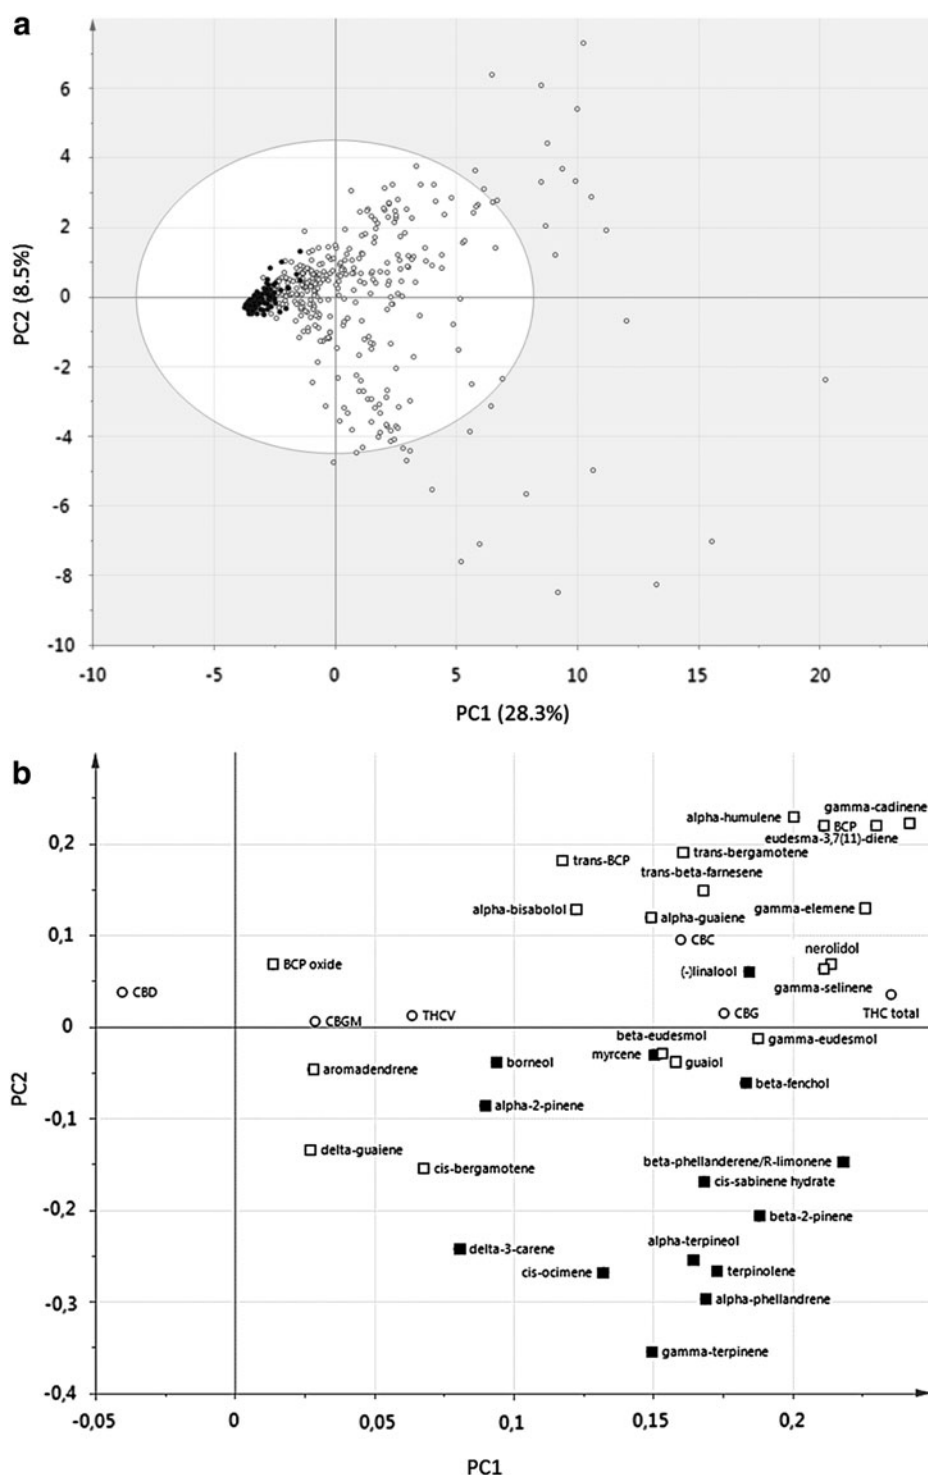 a
6
4
2
0
-2
-4
-6
-8
-10
PC2 (8.5%)
-10 -5 0 5 10 15 20
PC1 (28.3%)
b
gamma-cadinene
alpha-humulene BCP
eudesma-3,7(11)-diene
0,2
trans-BCP trans-bergamotene
trans-beta-farnesene
alpha-bisabolol alpha-guaiene gamma-elemene
0,1
CBC
nerolidol
BCP oxide (-)linalool
gamma-selinene
CBD
CBGM THCV CBG THC total
0
beta-eudesmol gamma-eudesmol
myrcene guaiol
aromadendrene borneol
beta-fenchol
alpha-2-pinene
-0,1
delta-guaiene
cis-bergamotene beta-phellanderene/R-limonene
cis-sabinene hydrate
-0,2
beta-2-pinene
alpha-terpineol
delta-3-carene
cis-ocimene terpinolene
-0,3
alpha-phellandrene
gamma-terpinene
-0,4
PC2
-0,05 0 0,05 0,1 0,15 0,2
PC1